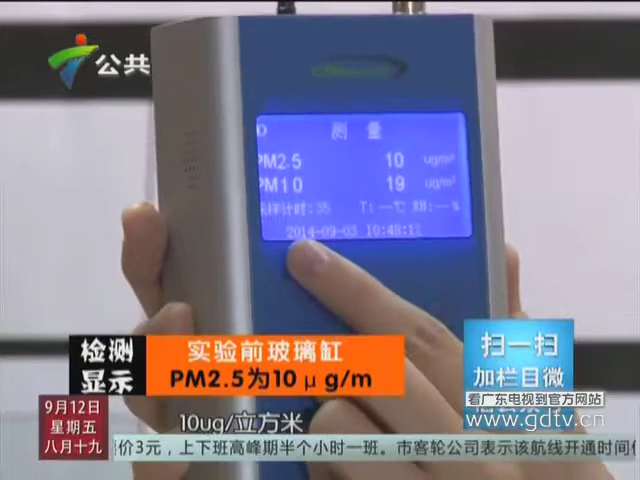 公共
测 量
PM2.5 10 ug/m³
PM10 19 ug/m³
采样计时:35 T:--℃ RH:--%
2014-09-03 10:48:11
检测
显示
实验前玻璃缸
PM2.5为10μg/m
扫一扫
加栏目微
看广东电视到官方网站
www.gdtv.cn
9月12日
星期五
八月十九
10ug/立方米
价3元，上下班高峰期半个小时一班。市客轮公司表示该航线开通时间